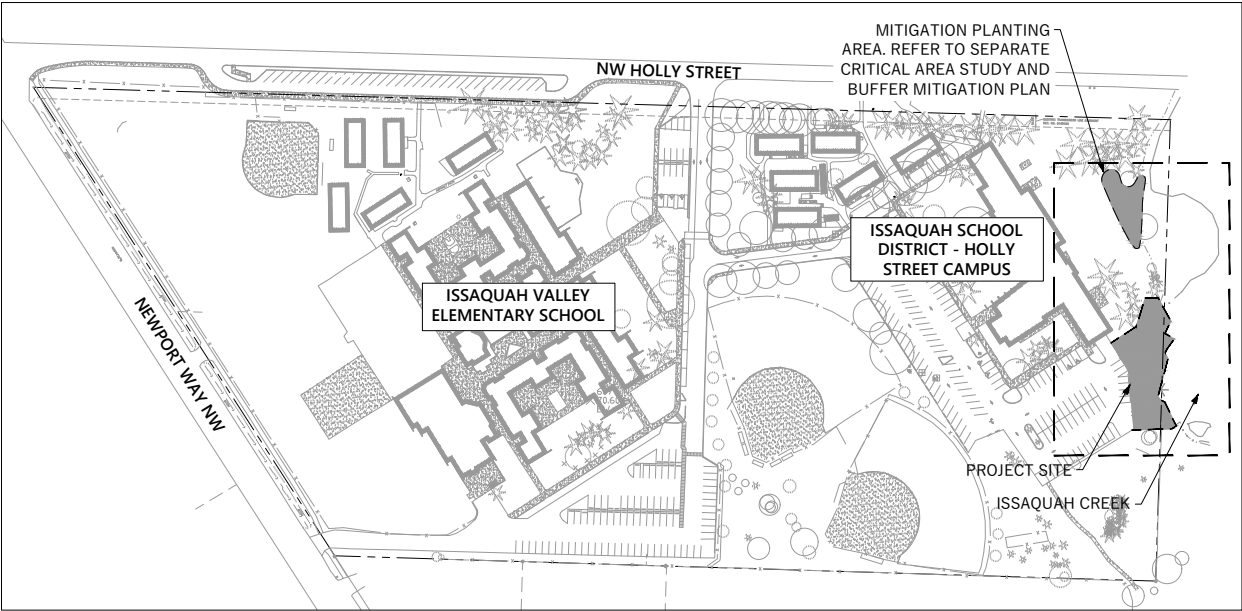 MITIGATION PLANTING
AREA. REFER TO SEPARATE
CRITICAL AREA STUDY AND
BUFFER MITIGATION PLAN
NW HOLLY STREET
ISSAQUAH SCHOOL
DISTRICT - HOLLY
STREET CAMPUS
ISSAQUAH VALLEY
ELEMENTARY SCHOOL
NEWPORT WAY NW
PROJECT SITE
ISSAQUAH CREEK